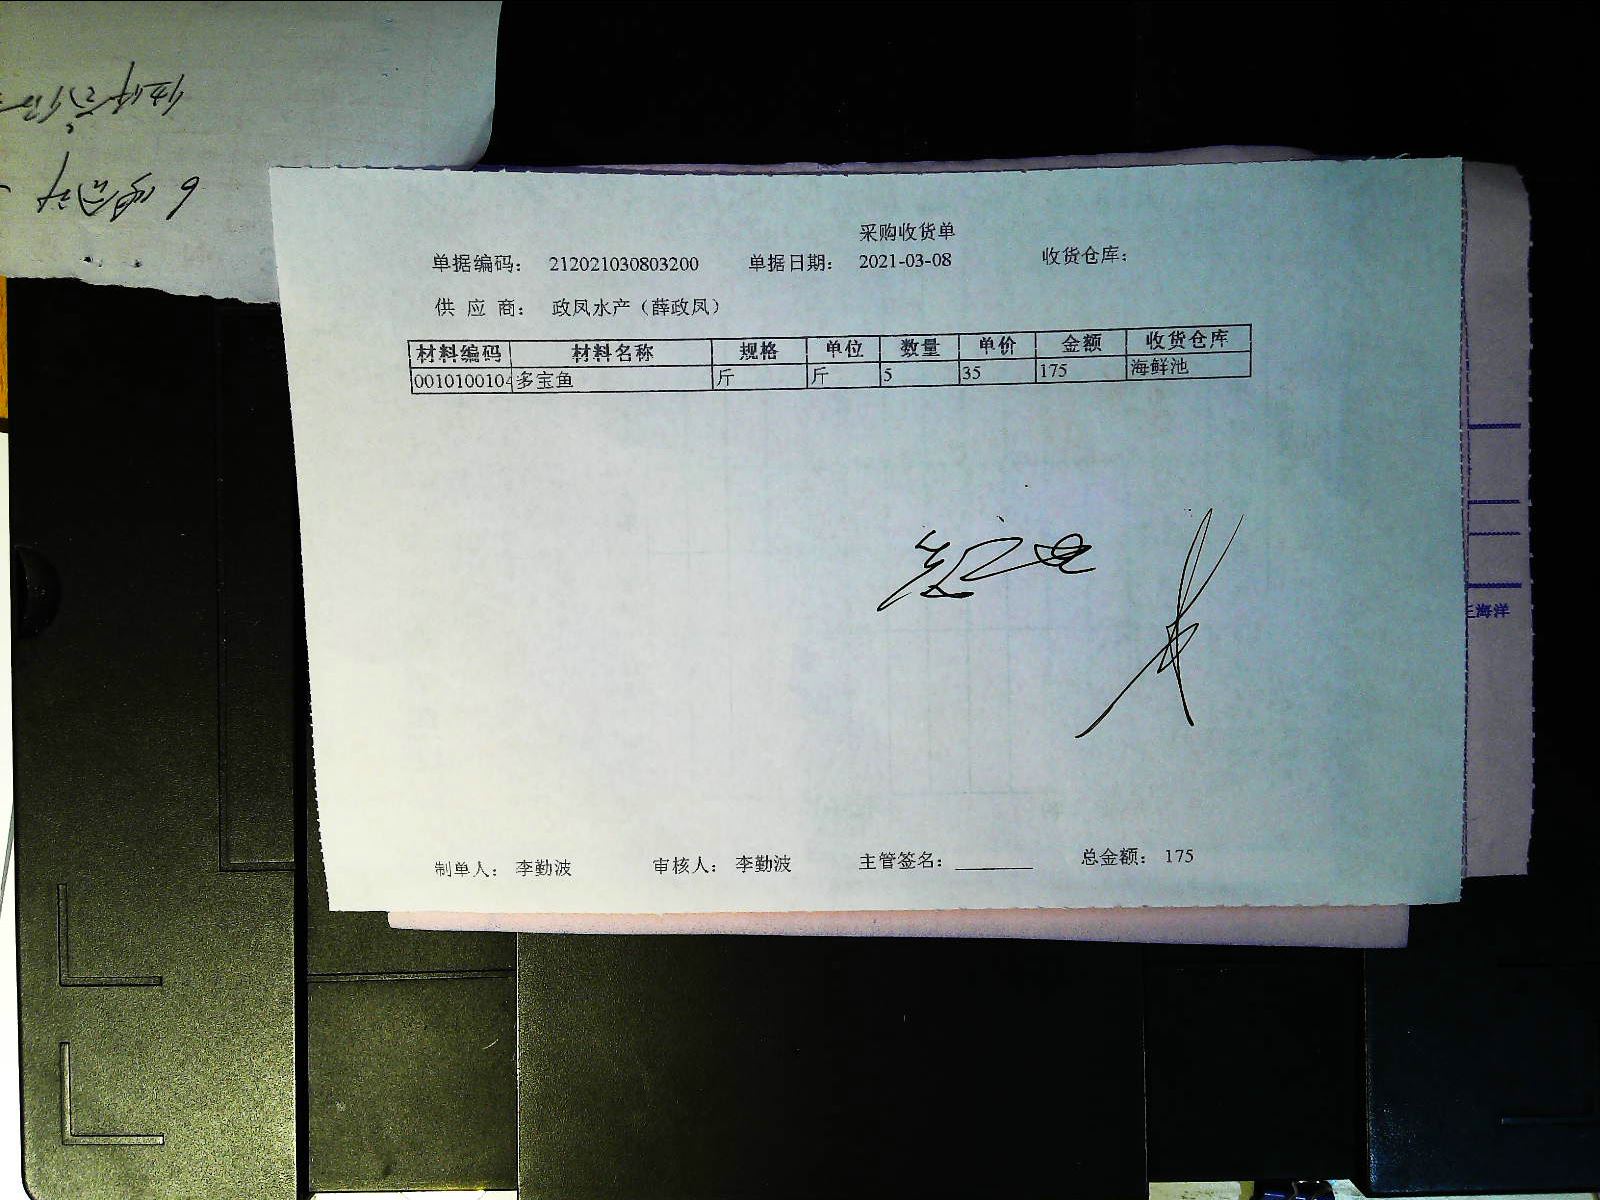 采购收货单
单据编码： 212021030803200 单据日期： 2021-03-08 收货仓库：
供 应 商： 政凤水产（薛政凤）
材料编码 材料名称 规格 单位 数量 单价 金额 收货仓库
0010100104 多宝鱼 斤 斤 5 35 175 海鲜池
制单人： 李勤波 审核人： 李勤波 主管签名： 总金额： 175
海洋